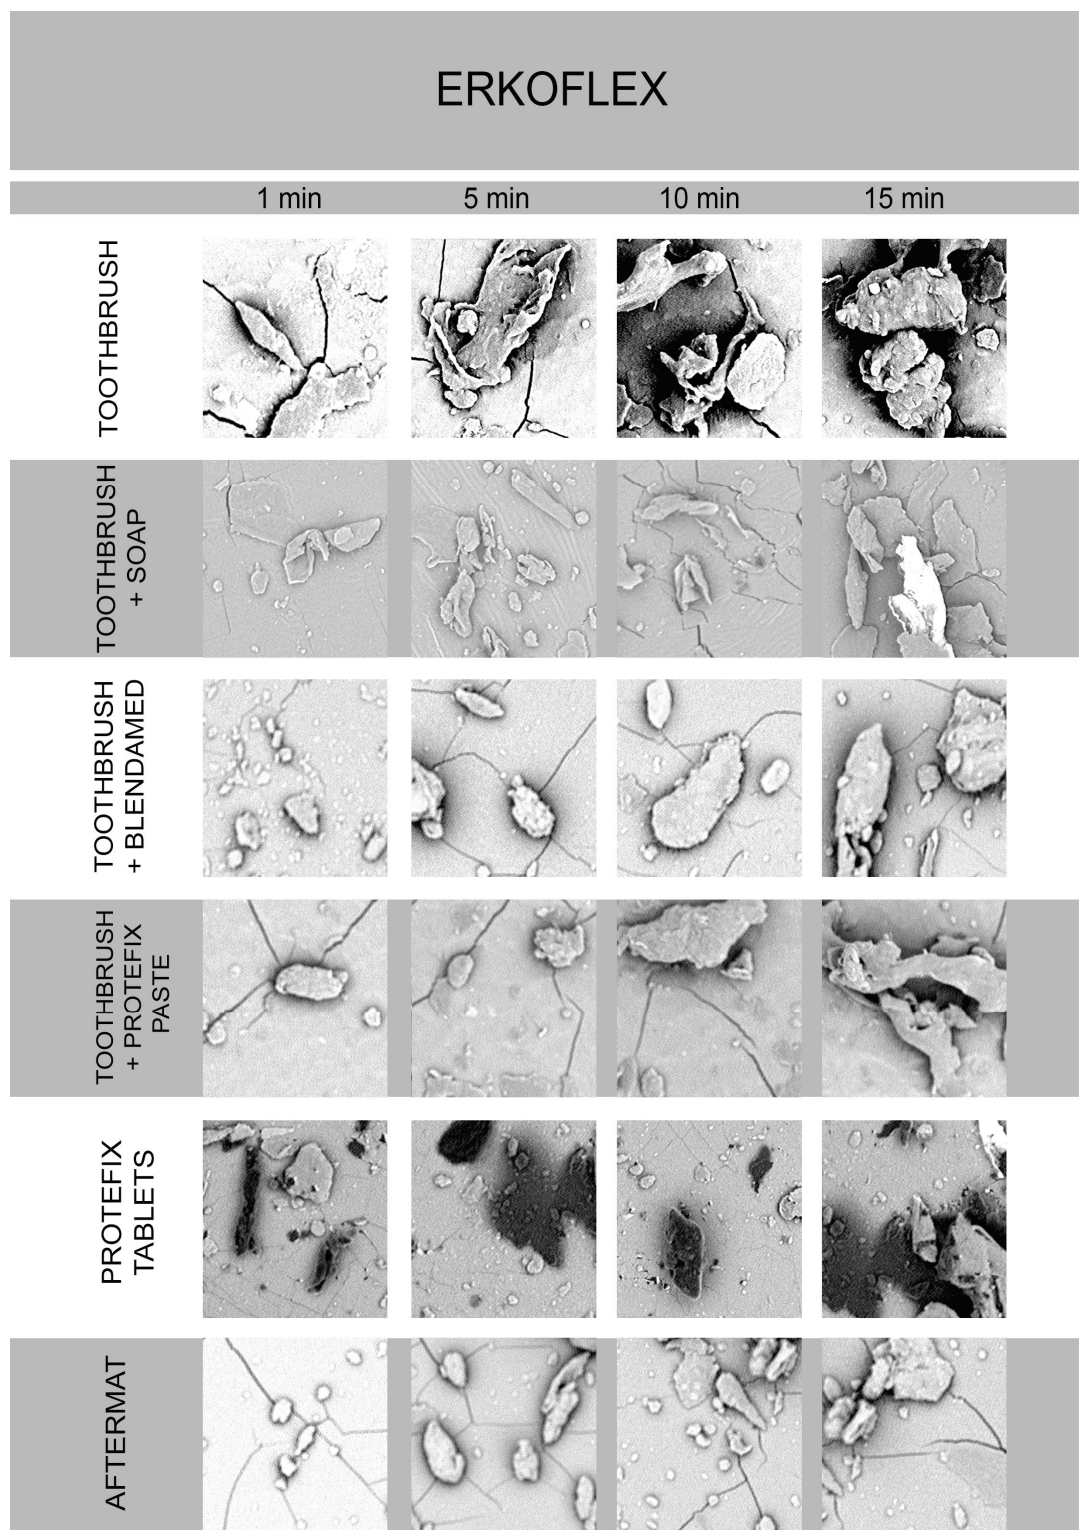 ERKOFLEX
1 min 5 min 10 min 15 min
TOOTHBRUSH
TOOTHBRUSH
+ SOAP
TOOTHBRUSH
+ BLENDAMED
TOOTHBRUSH
+ PROTEFIX
PASTE
PROTEFIX
TABLETS
AFTERMAT